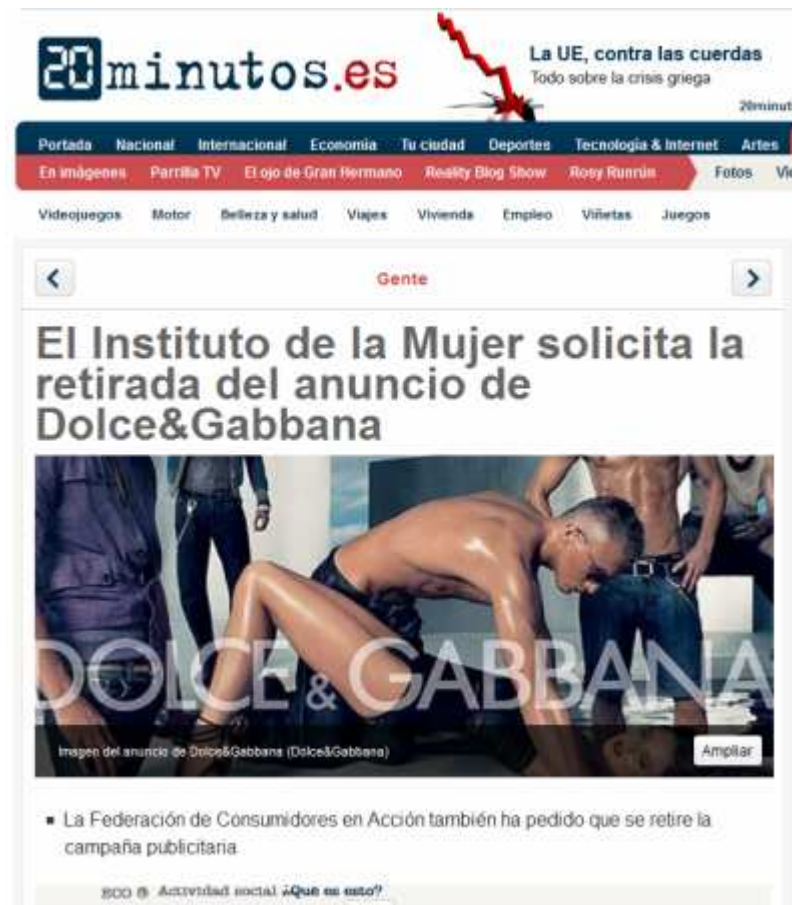 20minutos.es
La UE, contra las cuerdas
Todo sobre la crisis griega
20minut
Portada Nacional Internacional Economía Tu ciudad Deportes Tecnología & Internet Artes
En imágenes Parrilla TV El ojo de Gran Hermano Reality Blog Show Rosy Runrún Fotos Ví
Videojuegos Motor Belleza y salud Viajes Vivienda Empleo Viñetas Juegos
Gente
El Instituto de la Mujer solicita la
retirada del anuncio de
Dolce&Gabbana
DOLCE & GABBANA
Imagen del anuncio de Dolce&Gabbana (Dolce&Gabbana)
Ampliar
▪ La Federación de Consumidores en Acción también ha pedido que se retire la
campaña publicitaria
ECO Actividad social ¿Qué es esto?